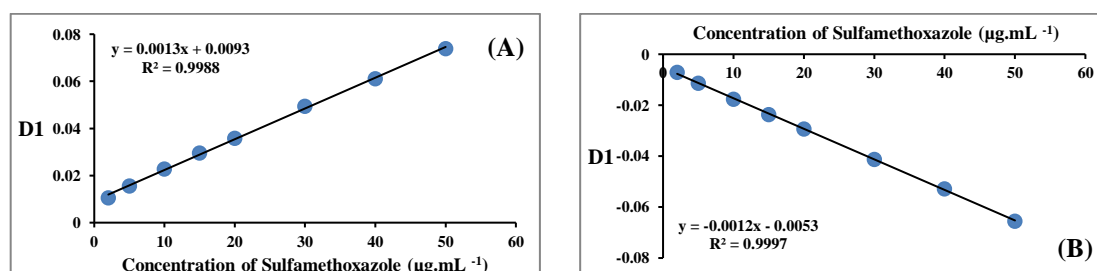 0.08
y = 0.0013x + 0.0093
R² = 0.9988
(A)
0.06
0.04
D1
0.02
0
0 10 20 30 40 50 60
Concentration of Sulfamethoxazole (µg.mL ⁻¹)
Concentration of Sulfamethoxazole (µg.mL ⁻¹)
0
0 10 20 30 40 50 60
-0.02
D1
-0.04
-0.06
y = -0.0012x - 0.0053
R² = 0.9997
(B)
-0.08